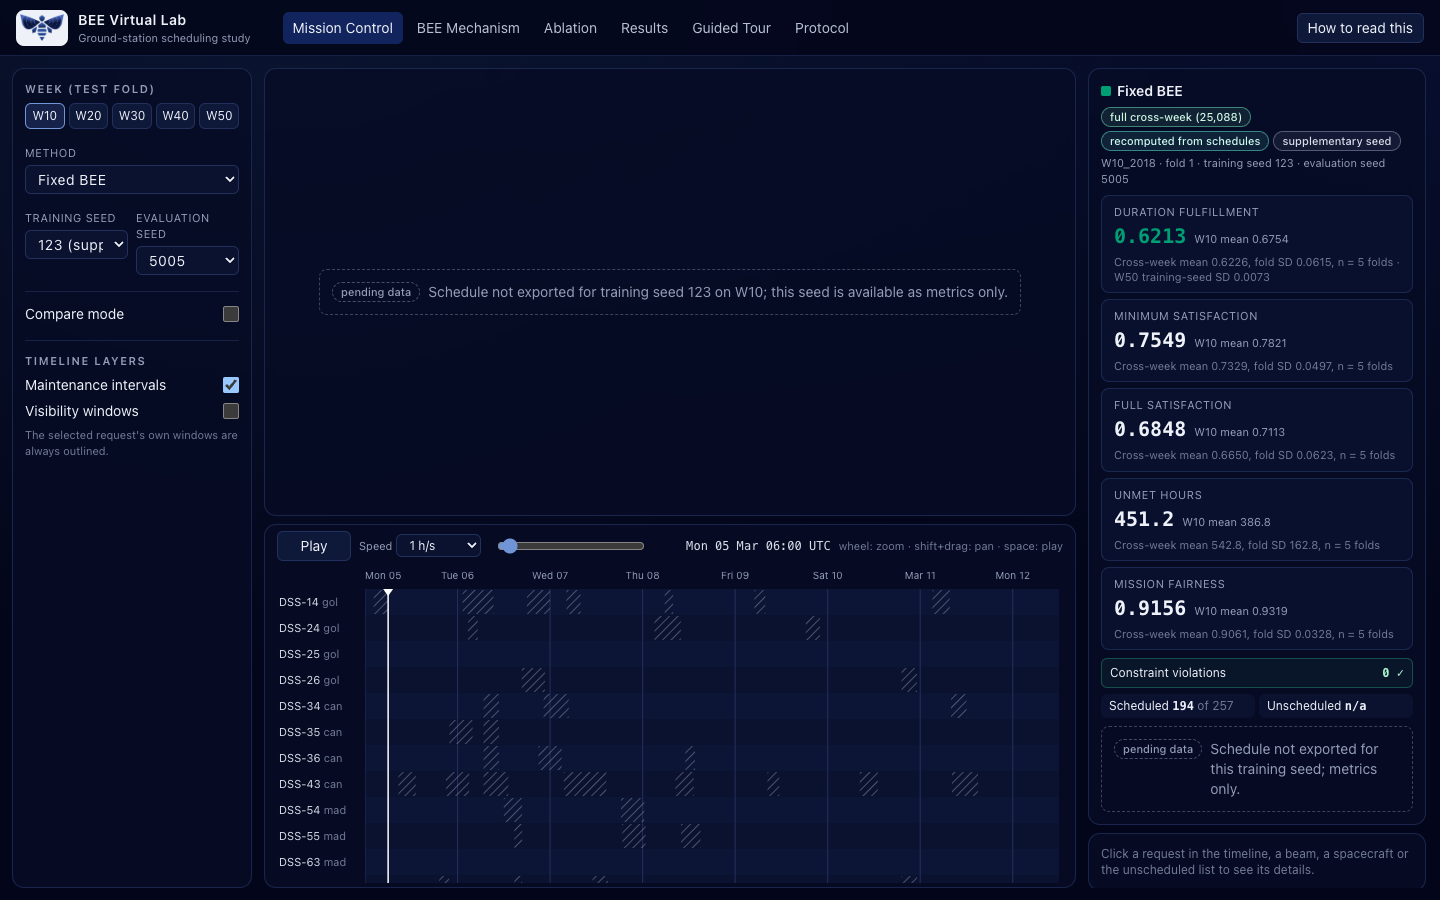 BEE Virtual Lab
Ground-station scheduling study
Mission Control
BEE Mechanism
Ablation
Results
Guided Tour
Protocol
How to read this
WEEK (TEST FOLD)
W10 W20 W30 W40 W50
METHOD
Fixed BEE
TRAINING SEED
EVALUATION
SEED
5005
Compare mode
TIMELINE LAYERS
Maintenance intervals
Visibility windows
The selected request's own windows are
always outlined.
pending data Schedule not exported for training seed 123 on W10; this seed is available as metrics only.
Play Speed 1 h/s Mon 05 Mar 06:00 UTC wheel: zoom · shift+drag: pan · space: play
Mon 05 Tue 06 Wed 07 Thu 08 Fri 09 Sat 10 Mar 11 Mon 12
DSS-14 gol
DSS-24 gol
DSS-25 gol
DSS-26 gol
DSS-34 can
DSS-35 can
DSS-36 can
DSS-43 can
DSS-54 mad
DSS-55 mad
DSS-63 mad
Fixed BEE
full cross-week (25,088)
recomputed from schedules supplementary seed
W10_2018 · fold 1 · training seed 123 · evaluation seed
5005
DURATION FULFILLMENT
0.6213 W10 mean 0.6754
Cross-week mean 0.6226, fold SD 0.0615, n = 5 folds ·
W50 training-seed SD 0.0073
MINIMUM SATISFACTION
0.7549 W10 mean 0.7821
Cross-week mean 0.7329, fold SD 0.0497, n = 5 folds
FULL SATISFACTION
0.6848 W10 mean 0.7113
Cross-week mean 0.6650, fold SD 0.0623, n = 5 folds
UNMET HOURS
451.2 W10 mean 386.8
Cross-week mean 542.8, fold SD 162.8, n = 5 folds
MISSION FAIRNESS
0.9156 W10 mean 0.9319
Cross-week mean 0.9061, fold SD 0.0328, n = 5 folds
Constraint violations 0 ✓
Scheduled 194 of 257 Unscheduled n/a
pending data Schedule not exported for
this training seed; metrics
only.
Click a request in the timeline, a beam, a spacecraft or
the unscheduled list to see its details.